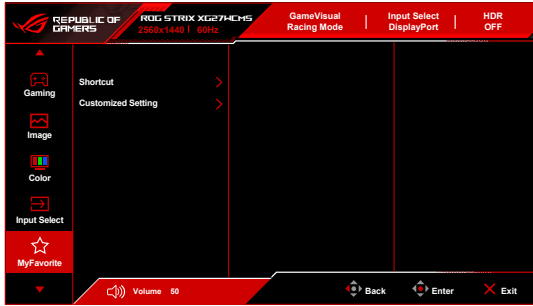 REPUBLIC OF
GAMERS
ROG STRIX XG27WCMS
2560x1440 | 60Hz
GameVisual
Racing Mode
Input Select
DisplayPort
HDR
OFF
Gaming
Image
Color
Input Select
MyFavorite
Shortcut
Customized Setting
Volume 50
Back
Enter
Exit